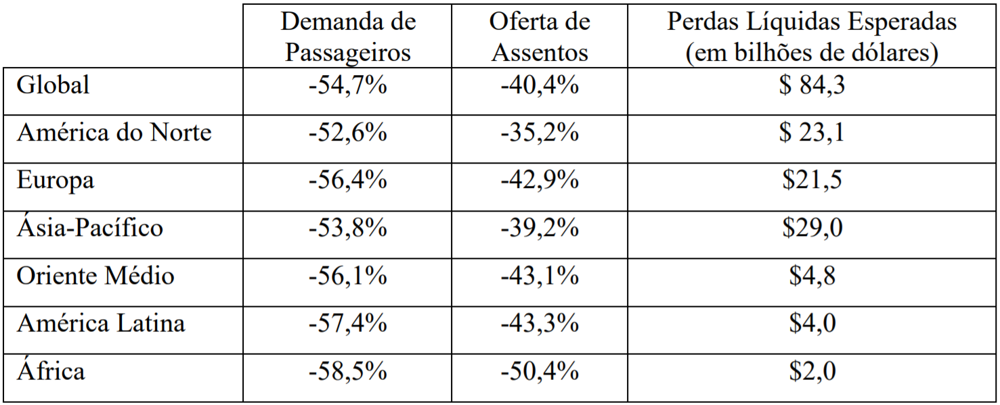 Demanda de Passageiros Oferta de Assentos Perdas Líquidas Esperadas (em bilhões de dólares)
Global -54,7% -40,4% $ 84,3
América do Norte -52,6% -35,2% $ 23,1
Europa -56,4% -42,9% $21,5
Ásia-Pacífico -53,8% -39,2% $29,0
Oriente Médio -56,1% -43,1% $4,8
América Latina -57,4% -43,3% $4,0
África -58,5% -50,4% $2,0